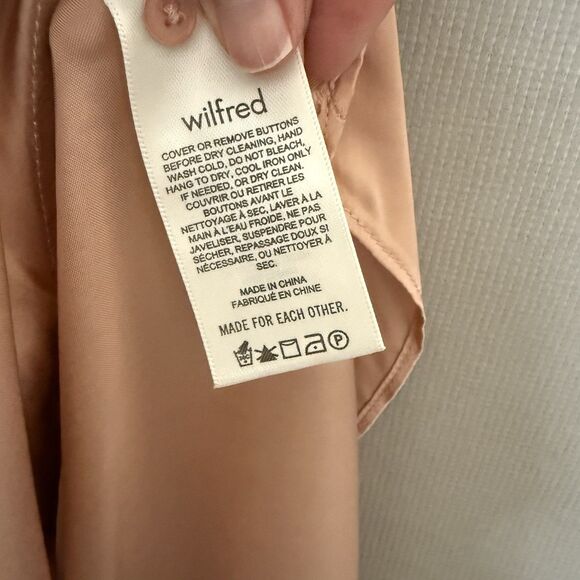 wilfred
COVER OR REMOVE BUTTONS
BEFORE DRY CLEANING, HAND
WASH COLD, DO NOT BLEACH,
HANG TO DRY, COOL IRON ONLY
IF NEEDED, OR DRY CLEAN.
COUVRIR OU RETIRER LES
BOUTONS AVANT LE
NETTOYAGE À SEC, LAVER À LA
MAIN À L'EAU FROIDE, NE PAS
JAVELISER, SUSPENDRE POUR
SÉCHER, REPASSAGE DOUX SI
NÉCESSAIRE, OU NETTOYER À
SEC.
MADE IN CHINA
FABRIQUÉ EN CHINE
MADE FOR EACH OTHER.
P